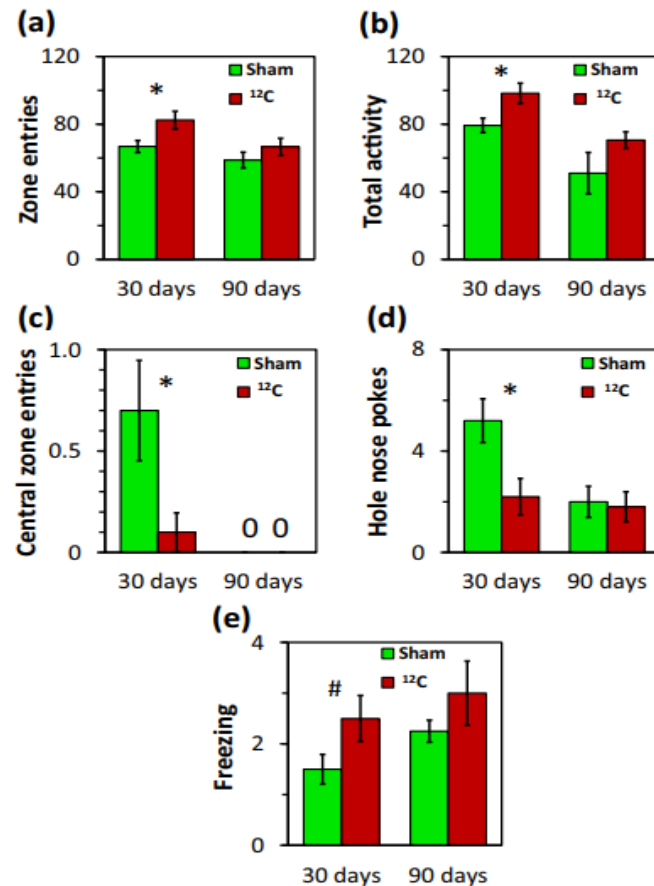 (a)
120
80
40
0
Zone entries
Sham
¹²C
*
30 days 90 days
(b)
120
80
40
0
Total activity
Sham
¹²C
*
30 days 90 days
(c)
1.0
0.5
0
Central zone entries
Sham
¹²C
*
0 0
30 days 90 days
(d)
8
4
0
Hole nose pokes
Sham
¹²C
*
30 days 90 days
(e)
4
2
0
Freezing
Sham
¹²C
#
30 days 90 days